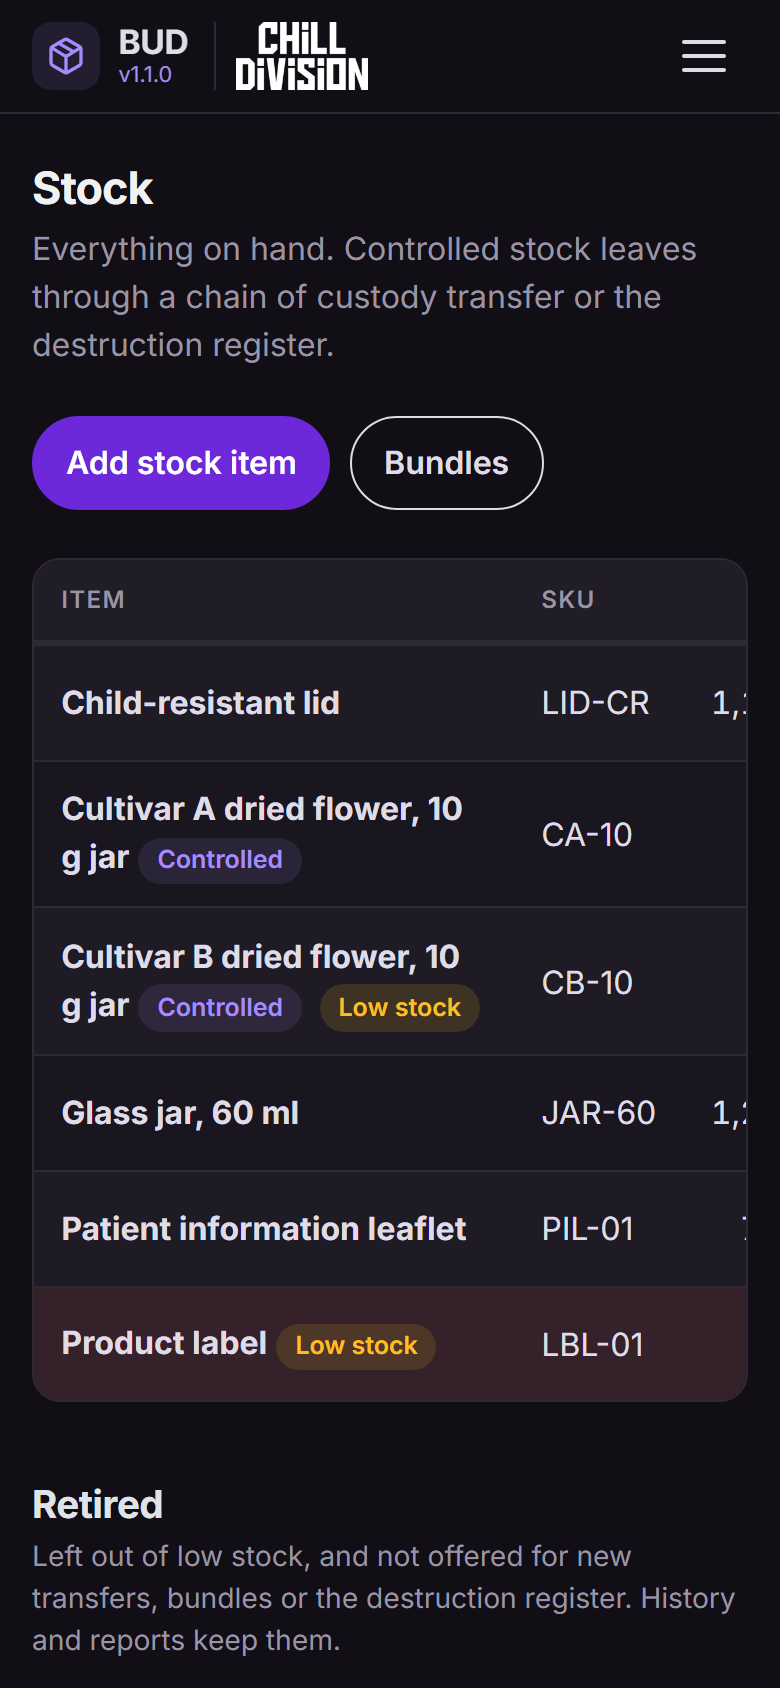 BUD
v1.1.0
CHiLL
DiViSiON
Stock
Everything on hand. Controlled stock leaves
through a chain of custody transfer or the
destruction register.
Add stock item
Bundles
ITEM SKU
Child-resistant lid LID-CR
Cultivar A dried flower, 10
g jar Controlled
CA-10
Cultivar B dried flower, 10
g jar Controlled Low stock
CB-10
Glass jar, 60 ml JAR-60
Patient information leaflet PIL-01
Product label Low stock LBL-01
Retired
Left out of low stock, and not offered for new
transfers, bundles or the destruction register. History
and reports keep them.